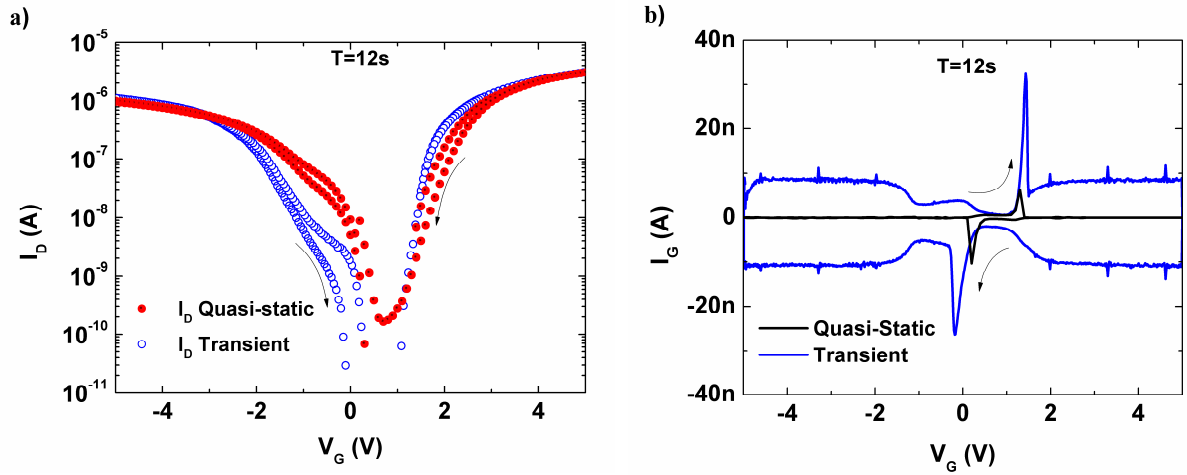 a)
T=12s
10⁻⁵
10⁻⁶
10⁻⁷
10⁻⁸
10⁻⁹
10⁻¹⁰
10⁻¹¹
I_D (A)
I_D Quasi-static
I_D Transient
-4 -2 0 2 4
V_G (V)
b)
T=12s
40n
20n
0
-20n
-40n
I_G (A)
Quasi-Static
Transient
-4 -2 0 2 4
V_G (V)